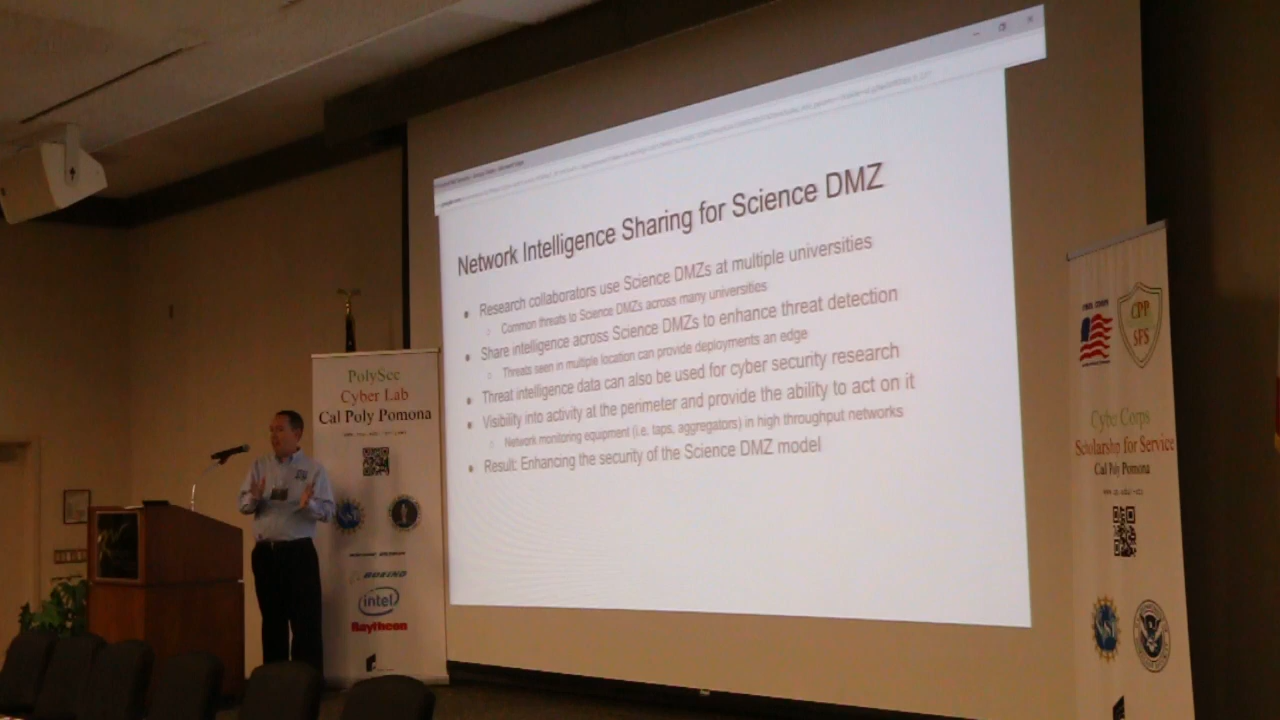 Network Intelligence Sharing for Science DMZ
Research collaborators use Science DMZs at multiple universities
Common threats to Science DMZs across many universities
Share intelligence across Science DMZs to enhance threat detection
Threats seen in multiple location can provide deployments an edge
Threat intelligence data can also be used for cyber security research
Visibility into activity at the perimeter and provide the ability to act on it
Network monitoring equipment (i.e. taps, aggregators) in high throughput networks
Result: Enhancing the security of the Science DMZ model
PolySec
Cyber Lab
Cal Poly Pomona
NSF
BOEING
intel
Raytheon
CPP
SFS
Cybe Corps
Scholarship for Service
Cal Poly Pomona
NSF